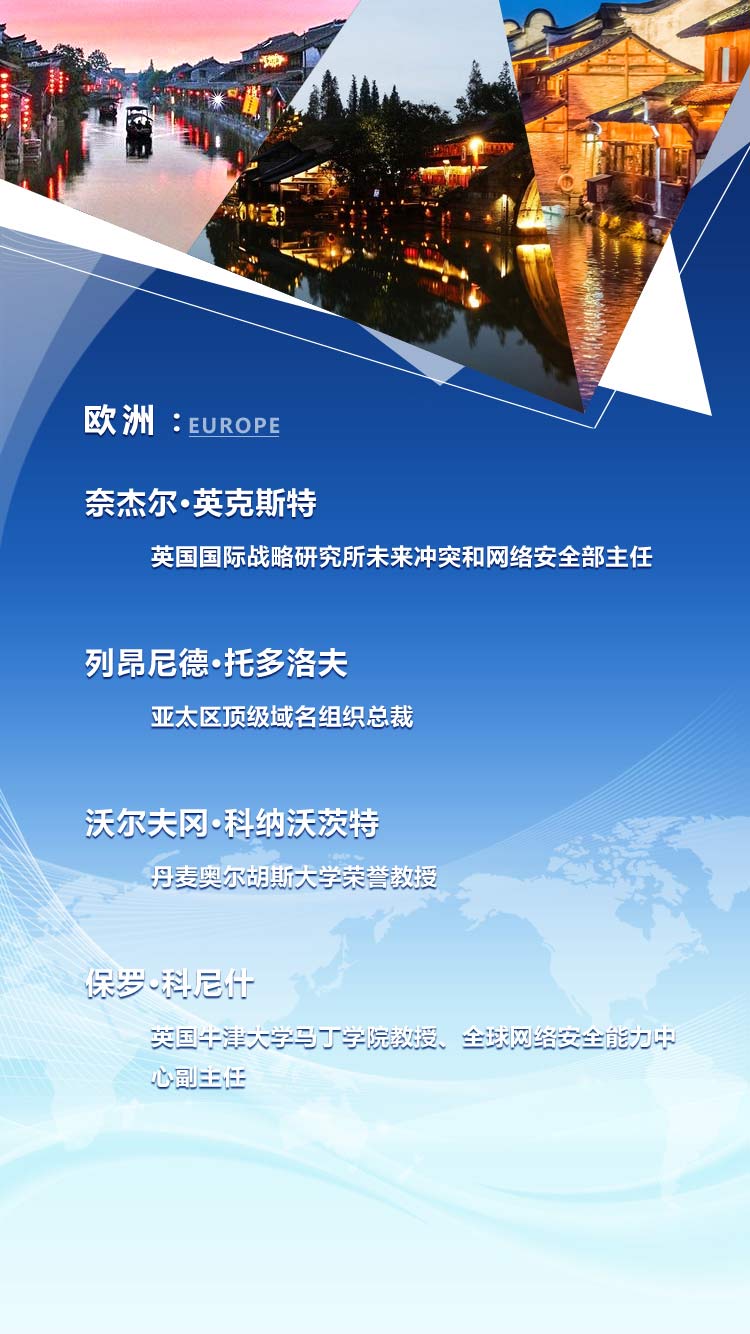 欧洲：EUROPE
奈杰尔·英克斯特
英国国际战略研究所未来冲突和网络安全部主任
列昂尼德·托多洛夫
亚太区顶级域名组织总裁
沃尔夫冈·科纳沃茨特
丹麦奥尔胡斯大学荣誉教授
保罗·科尼什
英国牛津大学马丁学院教授、全球网络安全能力中
心副主任